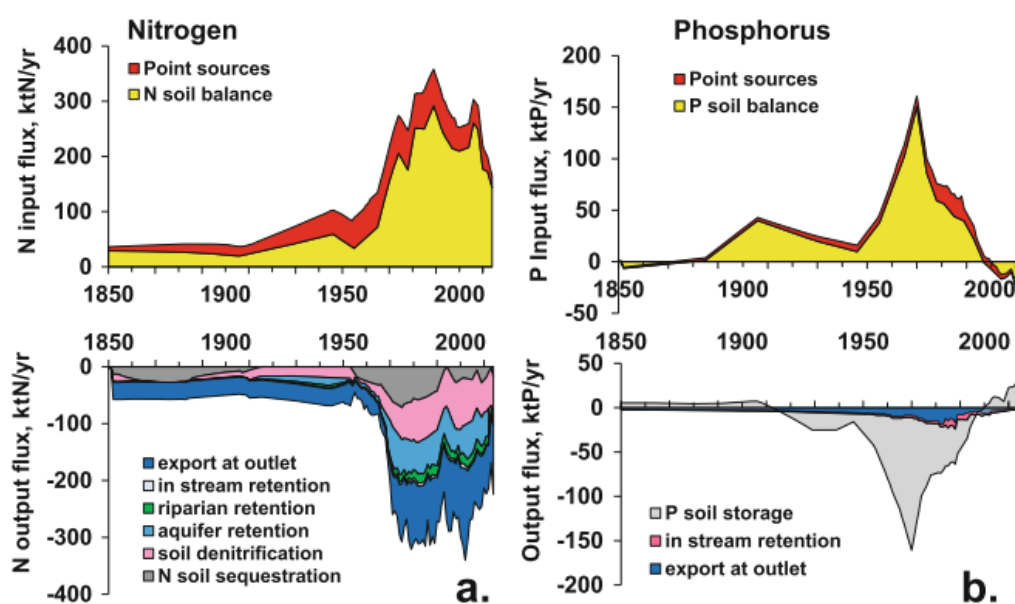 Nitrogen
400
300
200
100
0
N input flux, ktN/yr
Point sources
N soil balance
1850 1900 1950 2000
Phosphorus
200
150
100
50
0
-50
P Input flux, ktP/yr
Point sources
P soil balance
1850 1900 1950 2000
1850 1900 1950 2000
0
-100
-200
-300
-400
N output flux, ktN/yr
export at outlet
in stream retention
riparian retention
aquifer retention
soil denitrification
N soil sequestration
a.
1850 1900 1950 2000
50
0
-50
-100
-150
-200
Output flux, ktP/yr
P soil storage
in stream retention
export at outlet
b.